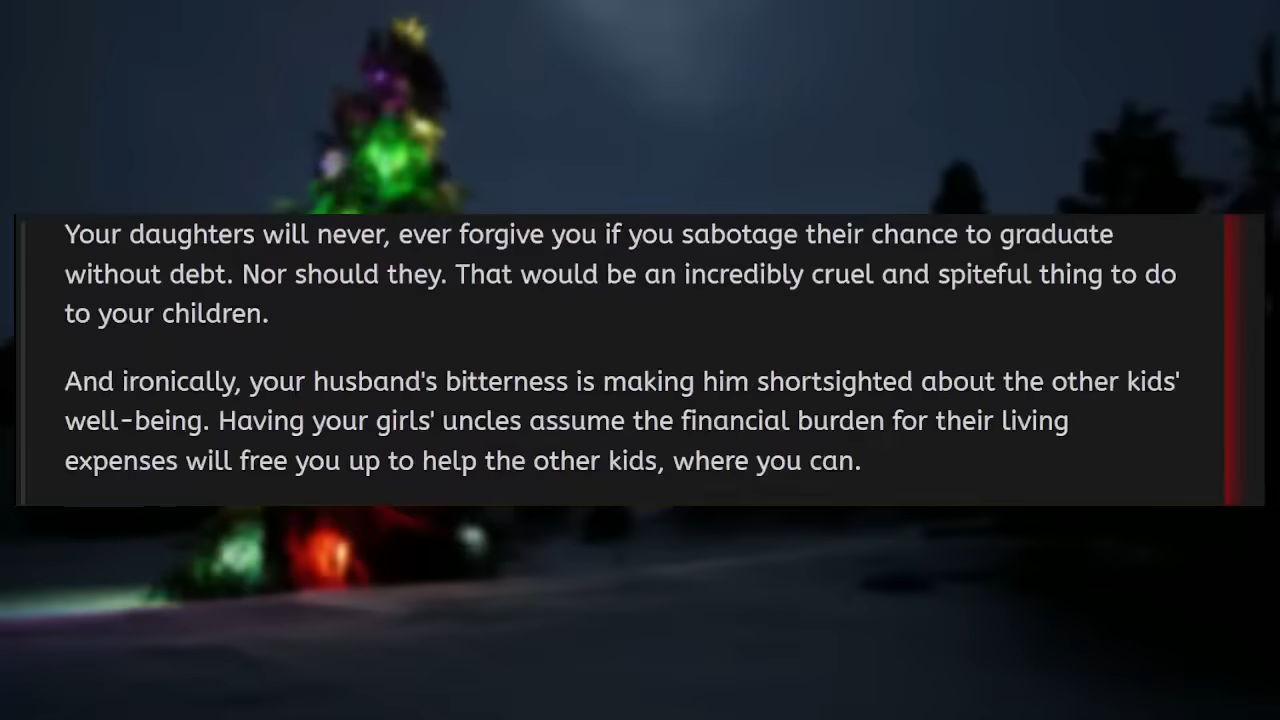 Your daughters will never, ever forgive you if you sabotage their chance to graduate
without debt. Nor should they. That would be an incredibly cruel and spiteful thing to do
to your children.
And ironically, your husband's bitterness is making him shortsighted about the other kids'
well-being. Having your girls' uncles assume the financial burden for their living
expenses will free you up to help the other kids, where you can.